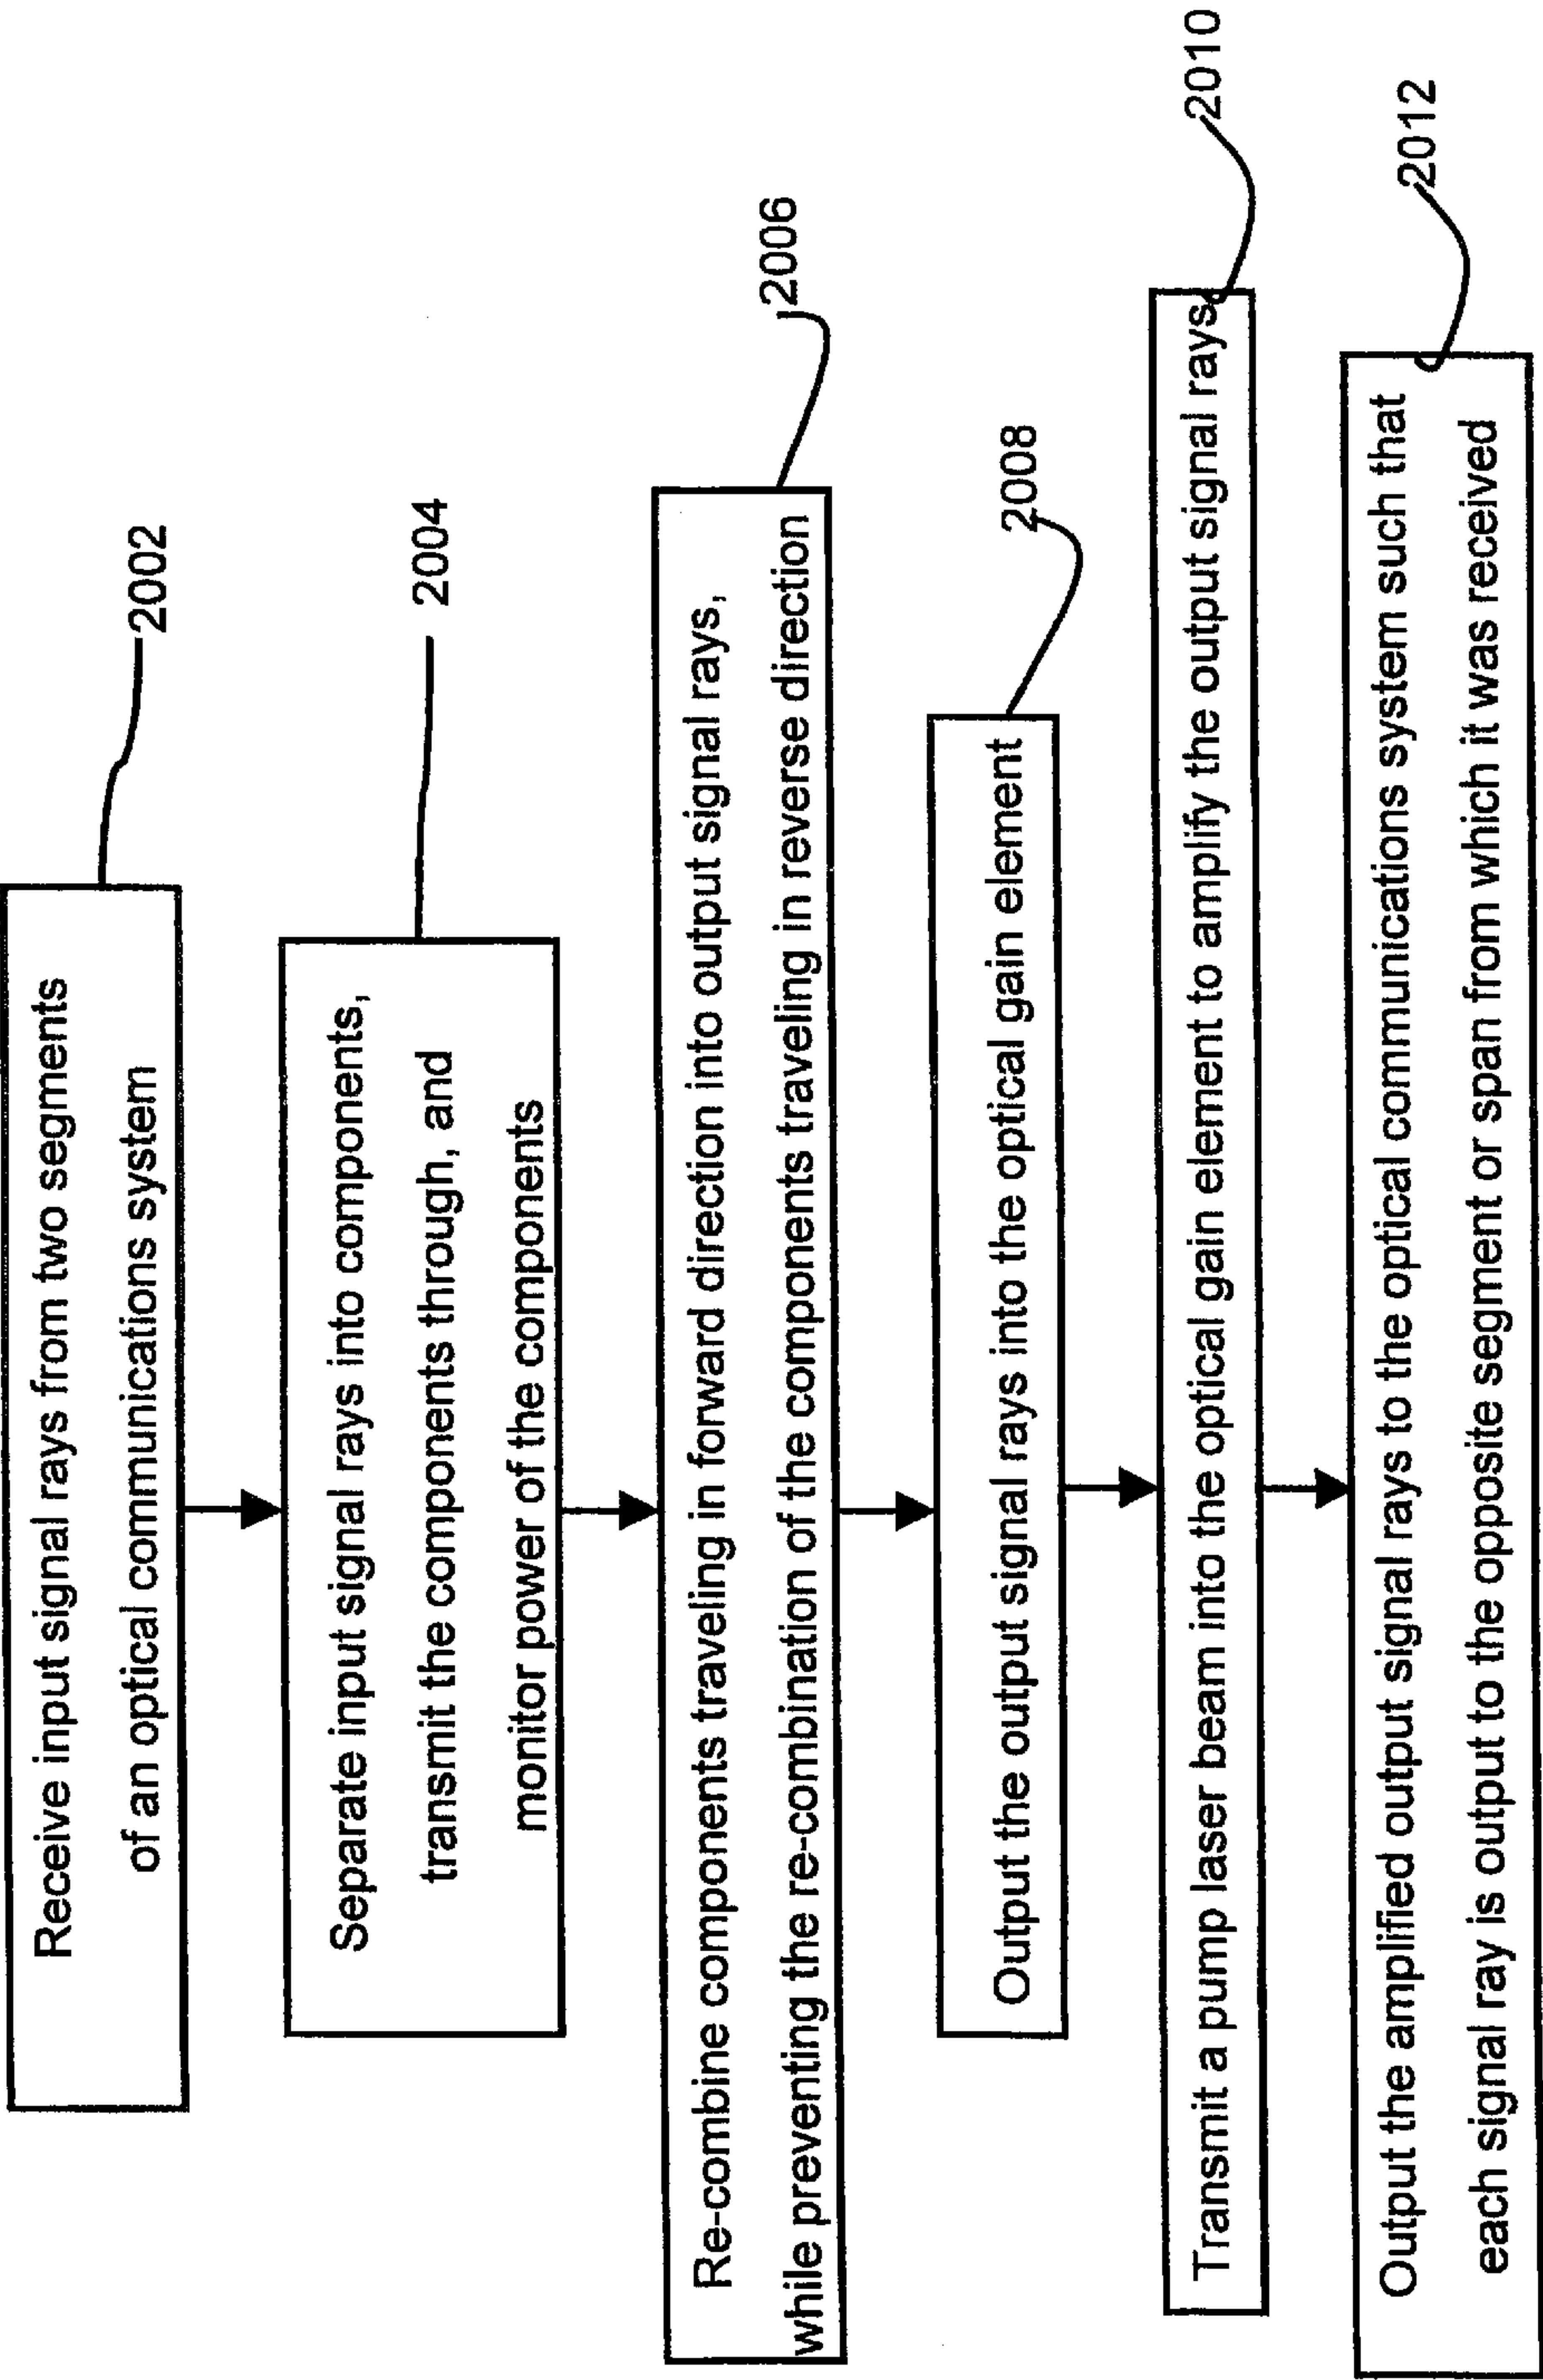 Receive input signal rays from two segments
of an optical communications system
2002
Separate input signal rays into components,
transmit the components through, and
monitor power of the components
2004
Re-combine components traveling in forward direction into output signal rays,
while preventing the re-combination of the components traveling in reverse direction
2006
Output the output signal rays into the optical gain element
2008
Transmit a pump laser beam into the optical gain element to amplify the output signal rays
2010
Output the amplified output signal rays to the optical communications system such that
each signal ray is output to the opposite segment or span from which it was received
2012